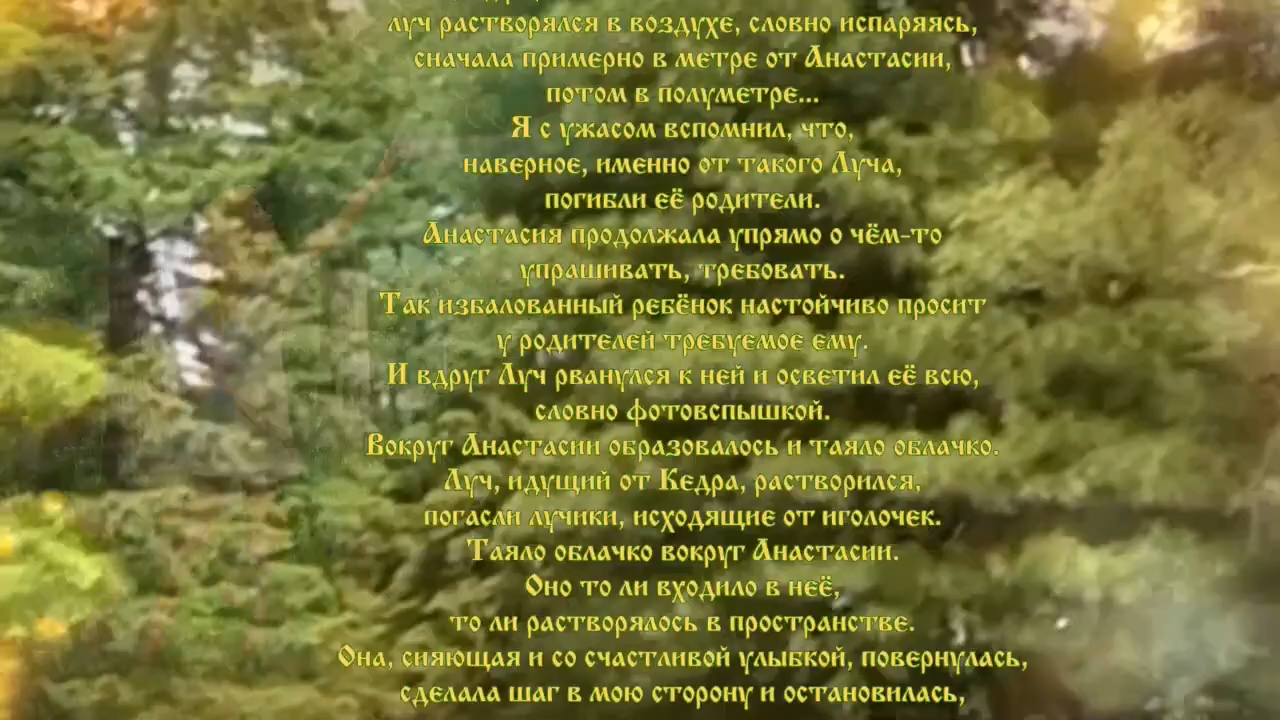 луч растворялся в воздухе, словно испаряясь,
сначала примерно в метре от Анастасии,
потом в полуметре...
Я с ужасом вспомнил, что,
наверное, именно от такого Луча,
погибли её родители.
Анастасия продолжала упрямо о чём-то
упрашивать, требовать.
Так избалованный ребёнок настойчиво просит
у родителей требуемое ему.
И вдруг Луч рванулся к ней и осветил её всю,
словно фотовспышкой.
Вокруг Анастасии образовалось и таяло облачко.
Луч, идущий от Кедра, растворился,
погасли лучики, исходящие от иголочек.
Таяло облачко вокруг Анастасии.
Оно то ли входило в неё,
то ли растворялось в пространстве.
Она, сияющая и со счастливой улыбкой, повернулась,
сделала шаг в мою сторону и остановилась,